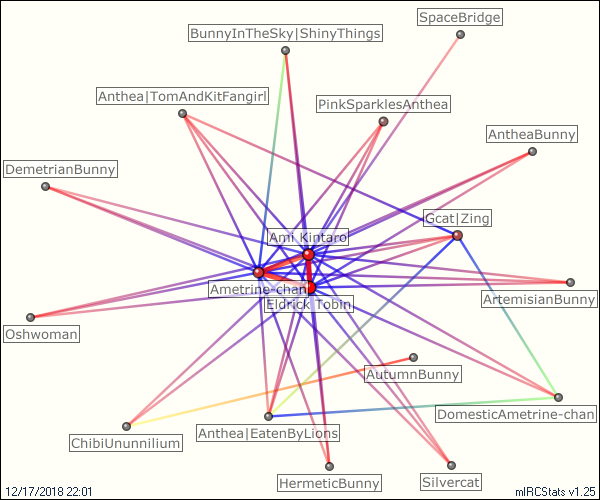 SpaceBridge
BunnyInTheSky|ShinyThings
Anthea|TomAndKitFangirl
PinkSparklesAnthea
AntheaBunny
DemetrianBunny
Gcat|Zing
Ami_Kintaro
Ametrine-chan
ArtemisianBunny
Eldrick_Tobin
Oshwoman
AutumnBunny
DomesticAmetrine-chan
Anthea|EatenByLions
ChibiUnunnilium
HermeticBunny
Silvercat
12/17/2018 22:01
mIRCStats v1.25